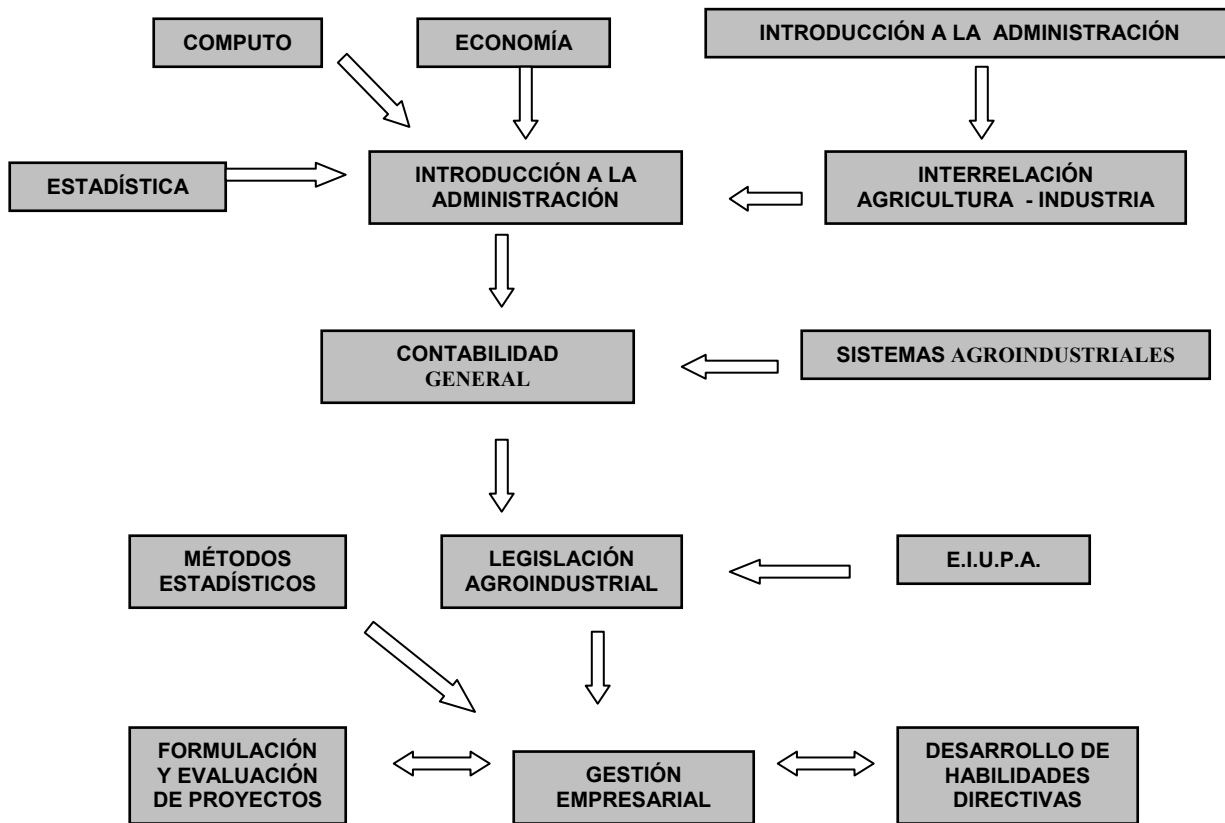 COMPUTO
ECONOMÍA
INTRODUCCIÓN A LA ADMINISTRACIÓN
ESTADÍSTICA
INTRODUCCIÓN A LA
ADMINISTRACIÓN
INTERRELACIÓN
AGRICULTURA - INDUSTRIA
CONTABILIDAD
GENERAL
SISTEMAS AGROINDUSTRIALES
MÉTODOS
ESTADÍSTICOS
LEGISLACIÓN
AGROINDUSTRIAL
E.I.U.P.A.
FORMULACIÓN
Y EVALUACIÓN
DE PROYECTOS
GESTIÓN
EMPRESARIAL
DESARROLLO DE
HABILIDADES
DIRECTIVAS